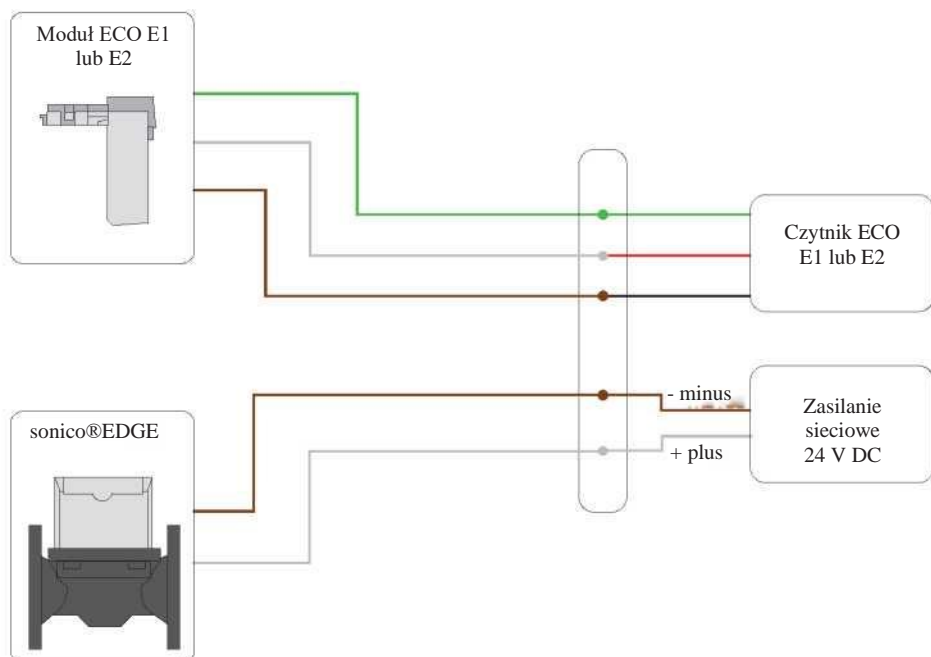 Moduł ECO E1
lub E2
Czytnik ECO
E1 lub E2
- minus
Zasilanie
sieciowe
24 V DC
+ plus
sonico®EDGE